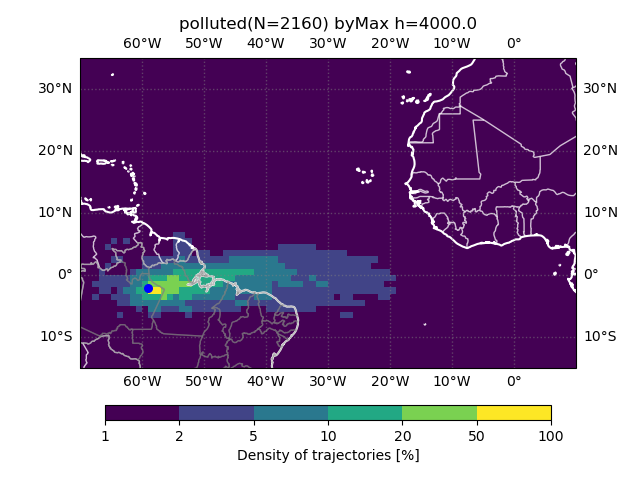 polluted(N=2160) byMax h=4000.0
60°W 50°W 40°W 30°W 20°W 10°W 0°
30°N 30°N
20°N 20°N
10°N 10°N
0° 0°
10°S 10°S
60°W 50°W 40°W 30°W 20°W 10°W 0°
1 2 5 10 20 50 100
Density of trajectories [%]